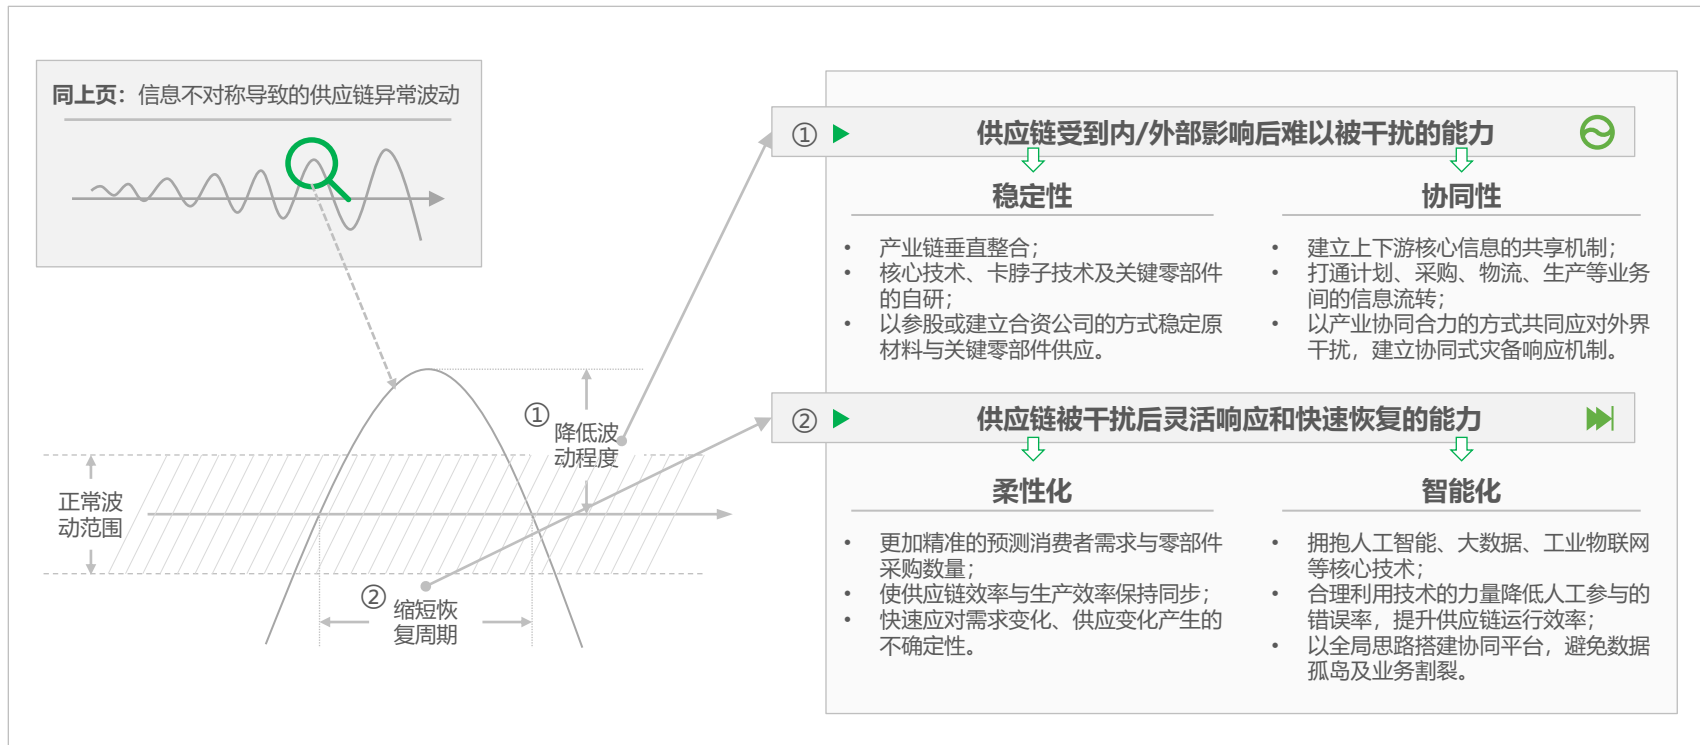 同上页：信息不对称导致的供应链异常波动
①
降低波
动程度
正常波
动范围
②
缩短恢
复周期
① 供应链受到内/外部影响后难以被干扰的能力
稳定性
• 产业链垂直整合；
• 核心技术、卡脖子技术及关键零部件
的自研；
• 以参股或建立合资公司的方式稳定原
材料与关键零部件供应。
协同性
• 建立上下游核心信息的共享机制；
• 打通计划、采购、物流、生产等业务
间的信息流转；
• 以产业协同合力的方式共同应对外界
干扰，建立协同式灾备响应机制。
② 供应链被干扰后灵活响应和快速恢复的能力
柔性化
• 更加精准的预测消费者需求与零部件
采购数量；
• 使供应链效率与生产效率保持同步；
• 快速应对需求变化、供应变化产生的
不确定性。
智能化
• 拥抱人工智能、大数据、工业物联网
等核心技术；
• 合理利用技术的力量降低人工参与的
错误率，提升供应链运行效率；
• 以全局思路搭建协同平台，避免数据
孤岛及业务割裂。